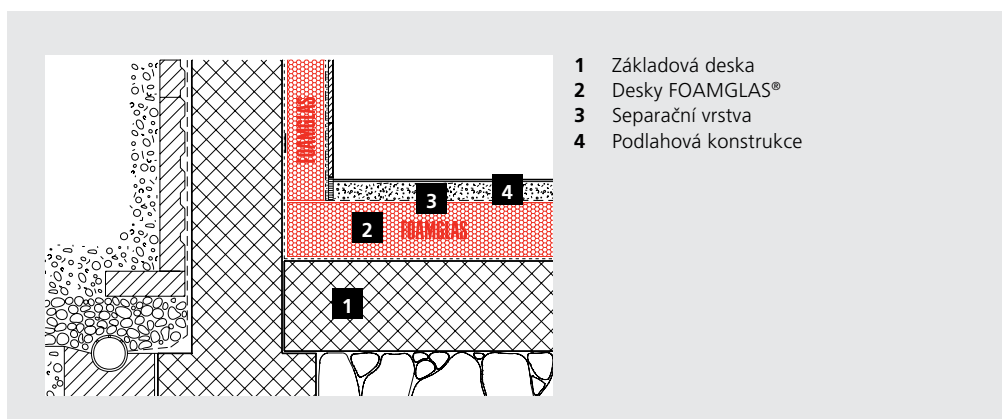 FOAMGLAS
4
3
2
FOAMGLAS
1
1 Základová deska
2 Desky FOAMGLAS®
3 Separační vrstva
4 Podlahová konstrukce